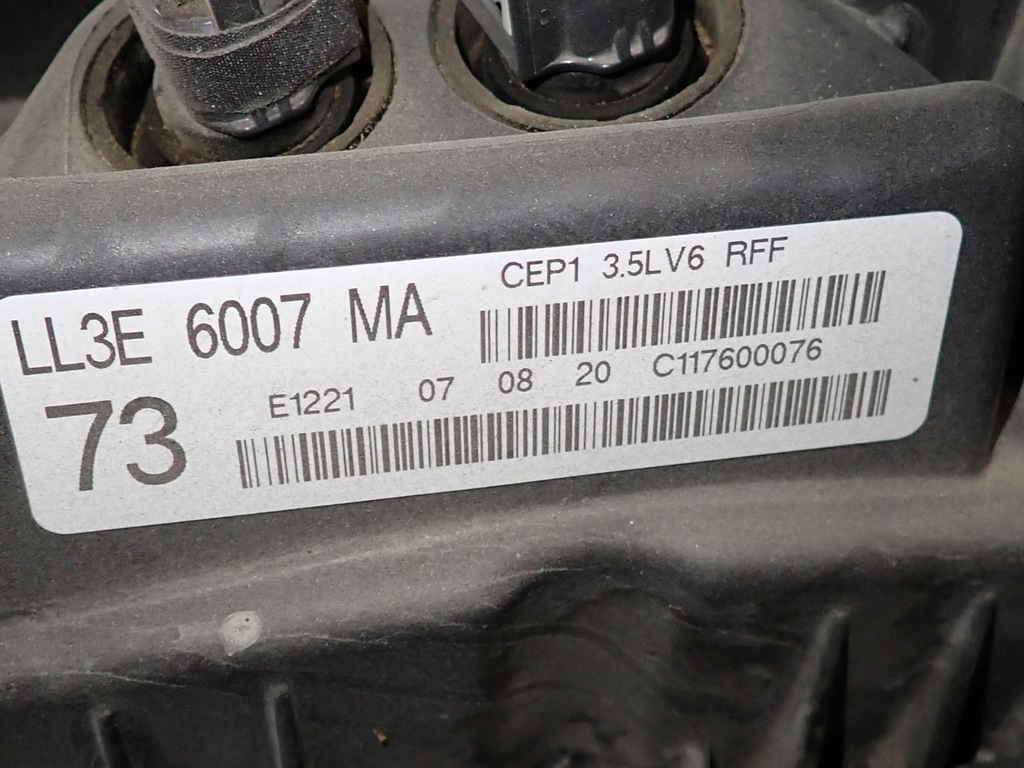 CEP1 3.5LV6 RFF
LL3E 6007 MA
73
E1221 07 08 20 C117600076